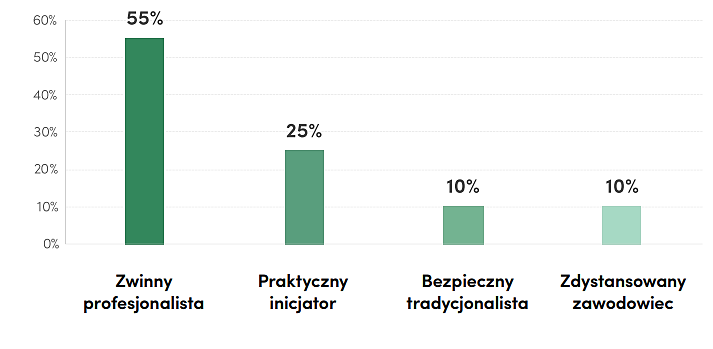 60%
55%
50%
40%
30%
25%
20%
10%
10%
10%
0%
Zwinny
profesjonalista
Praktyczny
inicjator
Bezpieczny
tradycjonalista
Zdystansowany
zawodowiec